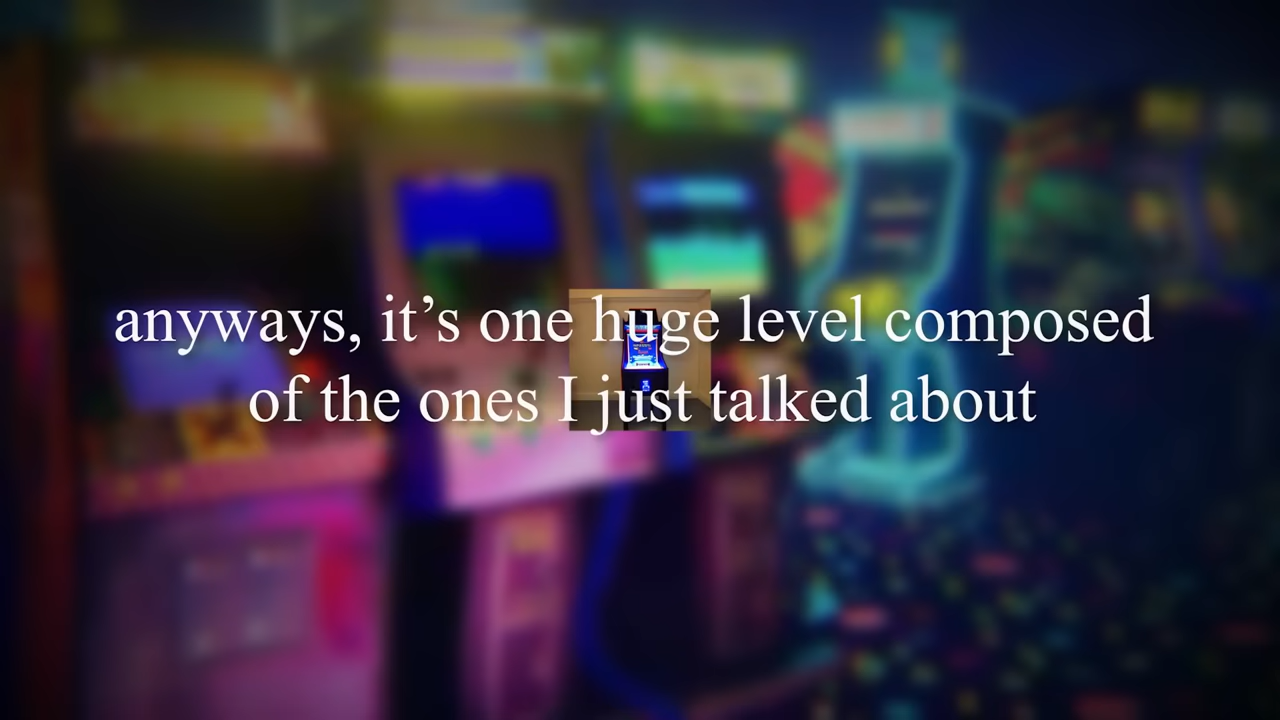 anyways, it’s one huge level composed
of the ones I just talked about